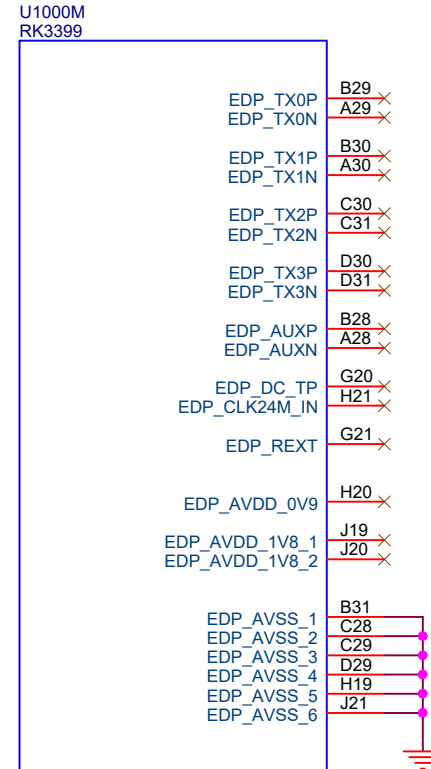 U1000M
RK3399
EDP_TX0P B29
EDP_TX0N A29
EDP_TX1P B30
EDP_TX1N A30
EDP_TX2P C30
EDP_TX2N C31
EDP_TX3P D30
EDP_TX3N D31
EDP_AUXP B28
EDP_AUXN A28
EDP_DC_TP G20
EDP_CLK24M_IN H21
EDP_REXT G21
EDP_AVDD_0V9 H20
EDP_AVDD_1V8_1 J19
EDP_AVDD_1V8_2 J20
EDP_AVSS_1 B31
EDP_AVSS_2 C28
EDP_AVSS_3 C29
EDP_AVSS_4 D29
EDP_AVSS_5 H19
EDP_AVSS_6 J21